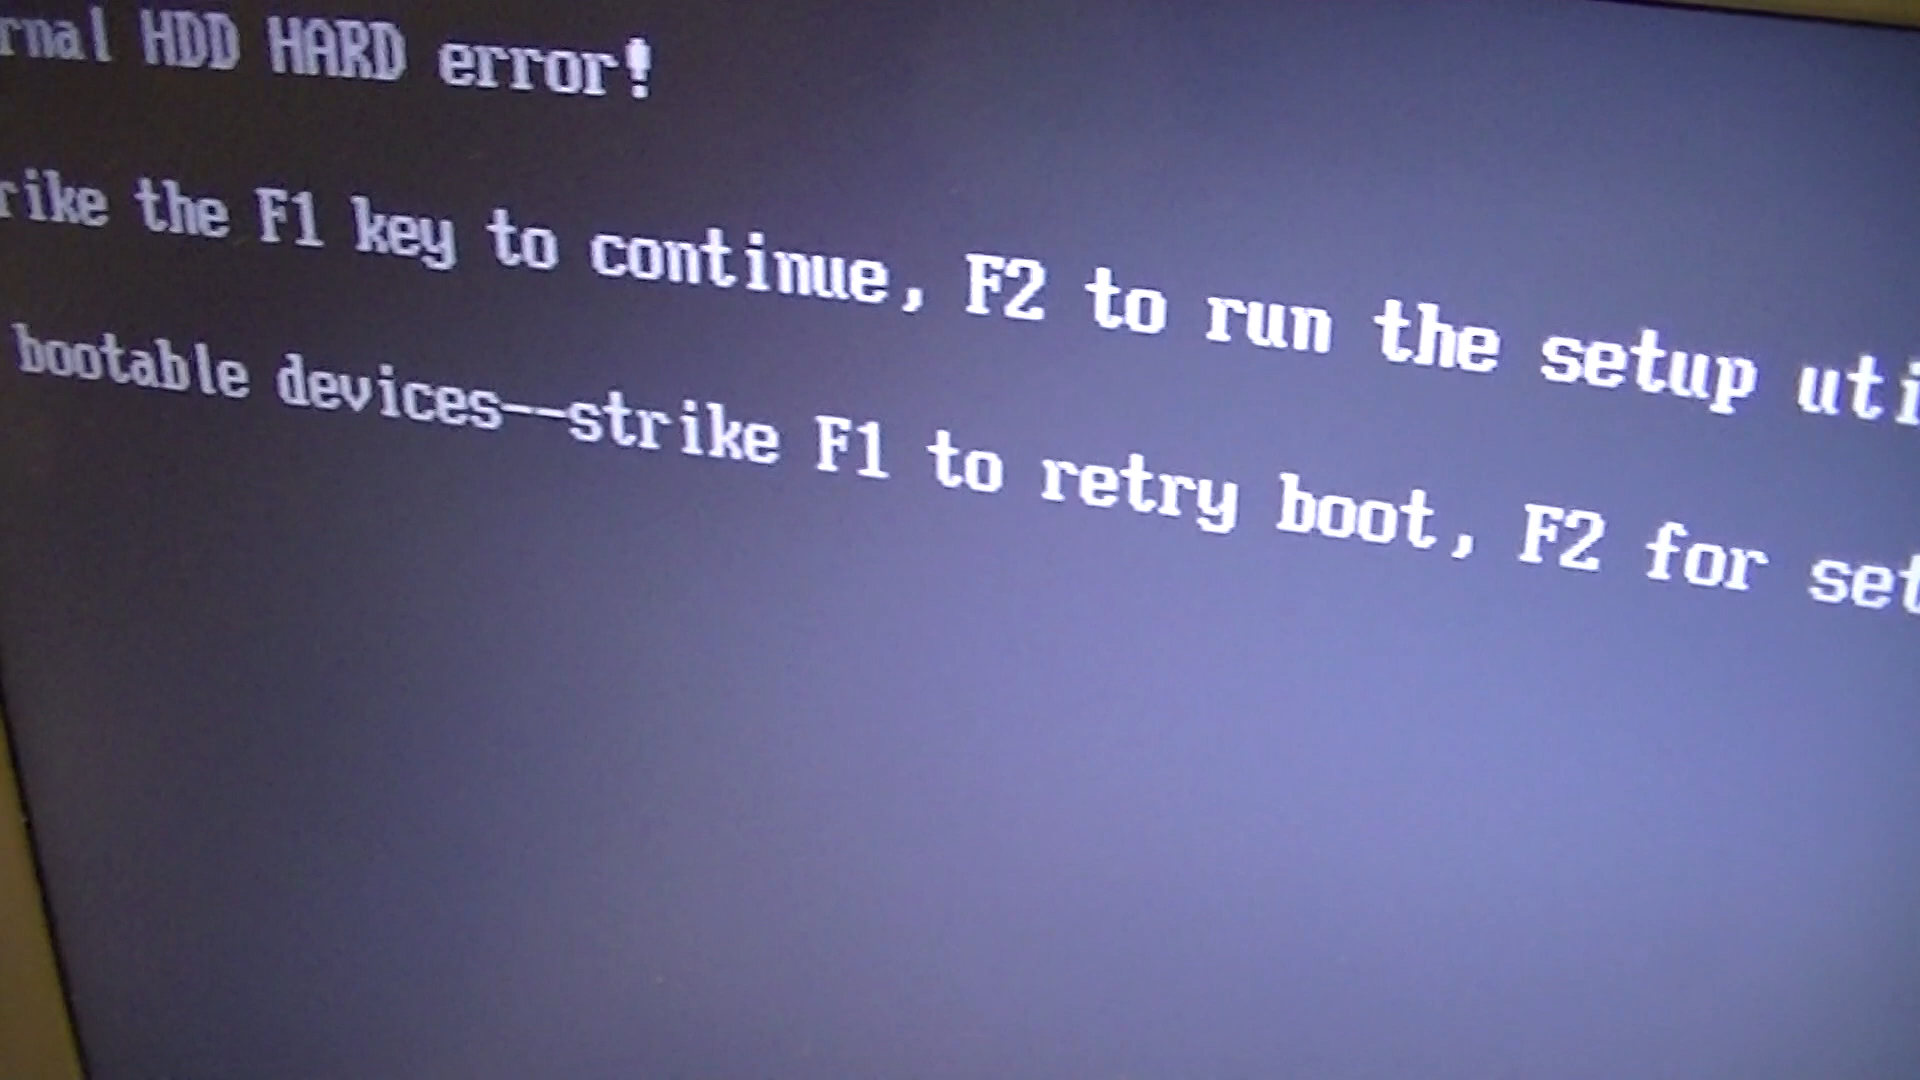 rnal HDD HARD error!
rike the F1 key to continue, F2 to run the setup uti
bootable devices--strike F1 to retry boot, F2 for set